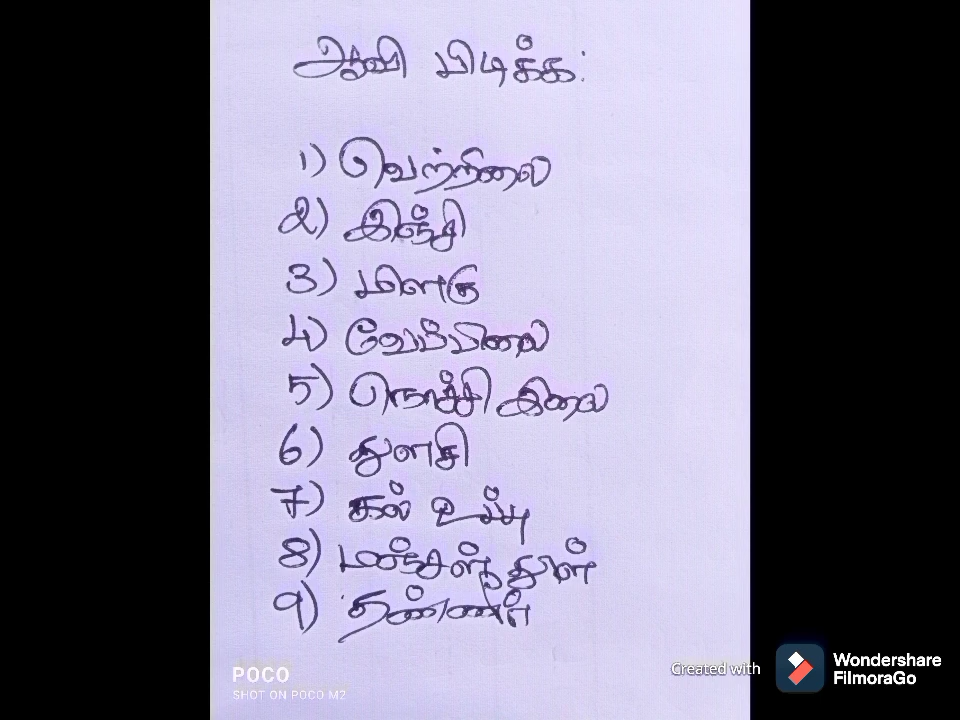 ஆவி பிடிக்க:
1) வெற்றிலை
2) இஞ்சி
3) மிளகு
4) வேப்பிலை
5) நொச்சி இலை
6) துளசி
7) கல் உப்பு
8) மஞ்சள் தூள்
9) தண்ணீர்
POCO
SHOT ON POCO M2
Created with
Wondershare
FilmoraGo